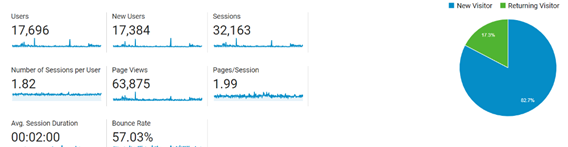 New Visitor Returning Visitor
Users New Users Sessions
17,696 17,384 32,163
Number of Sessions per User Page Views Pages/Session
1.82 63,875 1.99
Avg. Session Duration Bounce Rate
00:02:00 57.03%
17.3%
82.7%